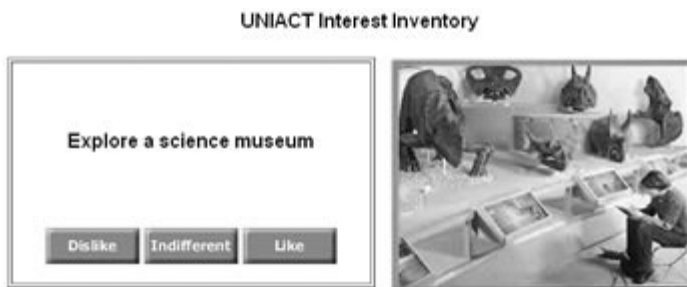 UNIACT Interest Inventory
Explore a science museum
Dislike
Indifferent
Like